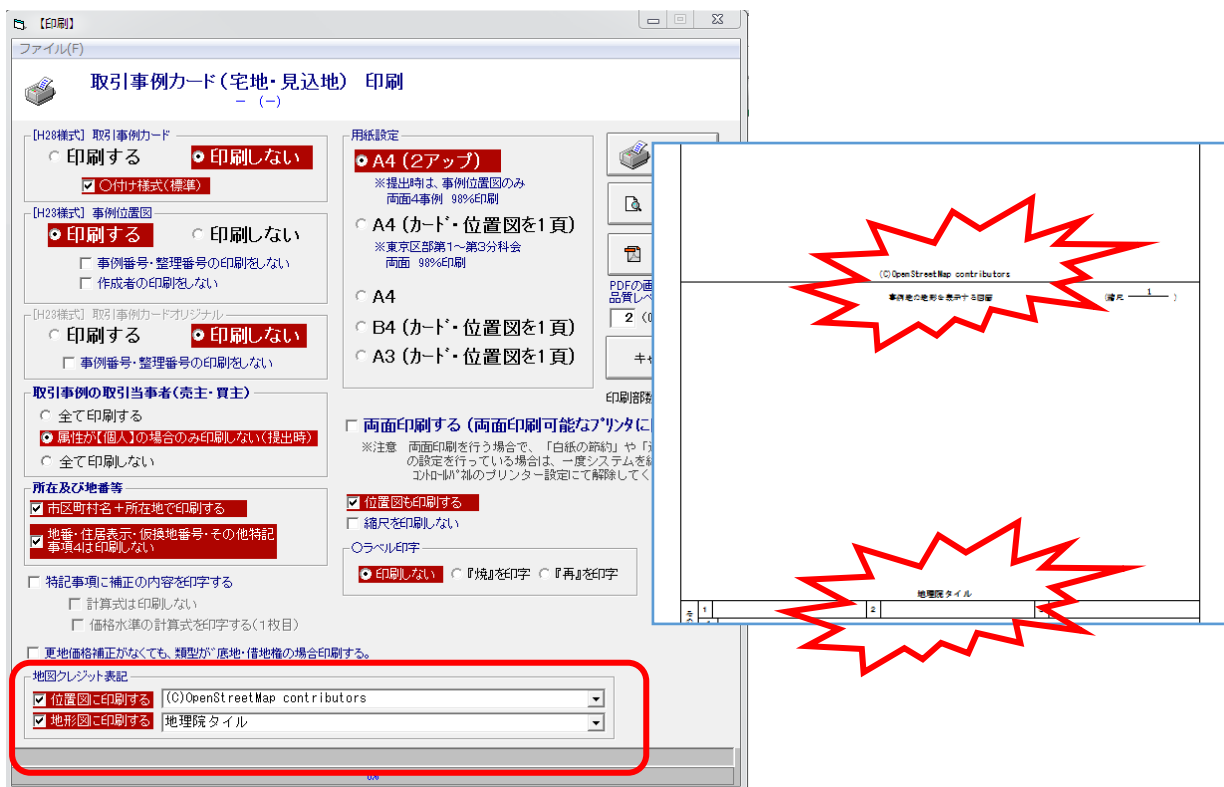 【印刷】
ファイル(F)
取引事例カード(宅地・見込地) 印刷
－ (－)
[H28様式] 取引事例カード
印刷する
印刷しない
〇付け様式(標準)
[H23様式] 事例位置図
印刷する
印刷しない
事例番号・整理番号の印刷をしない
作成者の印刷をしない
[H23様式] 取引事例カードオリジナル
印刷する
印刷しない
事例番号・整理番号の印刷をしない
取引事例の取引当事者(売主・買主)
全て印刷する
属性が【個人】の場合のみ印刷しない(提出時)
全て印刷しない
所在及び地番等
市区町村名＋所在地で印刷する
地番・住居表示・仮換地番号・その他特記
事項4は印刷しない
特記事項に補正の内容を印字する
計算式は印刷しない
価格水準の計算式を印字する(1枚目)
更地価格補正がなくても、類型が底地・借地権の場合印刷する。
地図クレジット表記
位置図に印刷する
(C)OpenStreetMap contributors
地形図に印刷する
地理院タイル
0%
用紙設定
A4 (2アップ)
※提出時は、事例位置図のみ
両面4事例 98%印刷
A4 (カード・位置図を1頁)
※東京区部第1～第3分科会
両面 98%印刷
A4
B4 (カード・位置図を1頁)
A3 (カード・位置図を1頁)
PDFの画
品質レベ
2 (0
キャ
印刷部数
両面印刷する (両面印刷可能なプリンタに
※注意 両面印刷を行う場合で、「白紙の節約」や「
の設定を行っている場合は、一度システムを終
コントロールパネルのプリンター設定にて解除してく
位置図も印刷する
縮尺を印刷しない
〇ラベル印字
印刷しない
『焼』を印字
『再』を印字
(C)OpenStreetMap contributors
事例地の地形を表示する図面
(縮尺 1 )
地理院タイル
そ
1
2
3